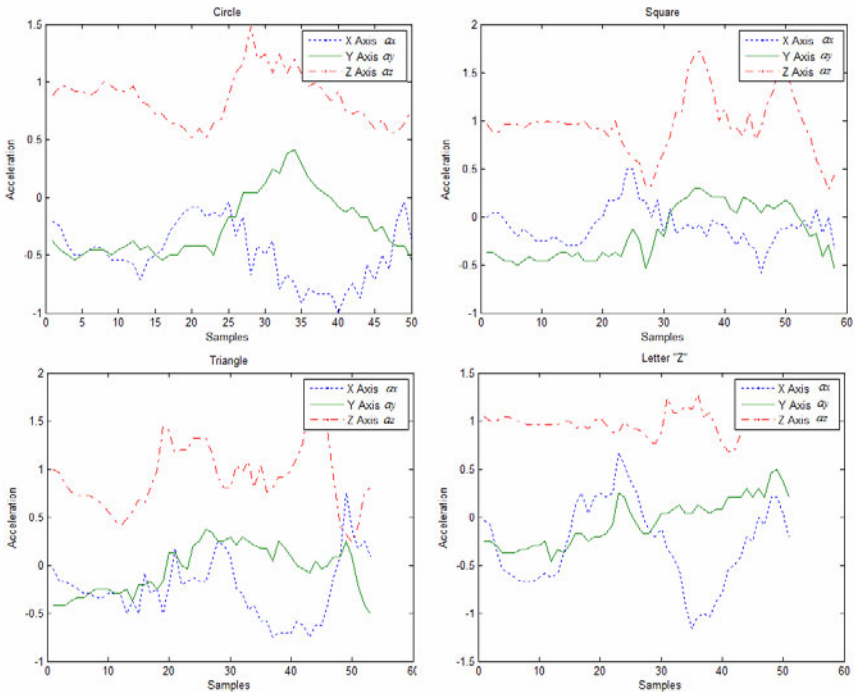 Circle
1.5
1
0.5
0
-0.5
-1
0 5 10 15 20 25 30 35 40 45 50
Acceleration
Samples
X Axis ax
Y Axis ay
Z Axis az
Square
2
1.5
1
0.5
0
-0.5
-1
0 10 20 30 40 50 60
Acceleration
Samples
X Axis ax
Y Axis ay
Z Axis az
Triangle
2
1.5
1
0.5
0
-0.5
-1
0 10 20 30 40 50 60
Acceleration
Samples
X Axis ax
Y Axis ay
Z Axis az
Letter "Z"
1.5
1
0.5
0
-0.5
-1
-1.5
0 10 20 30 40 50 60
Acceleration
Samples
X Axis ax
Y Axis ay
Z Axis az